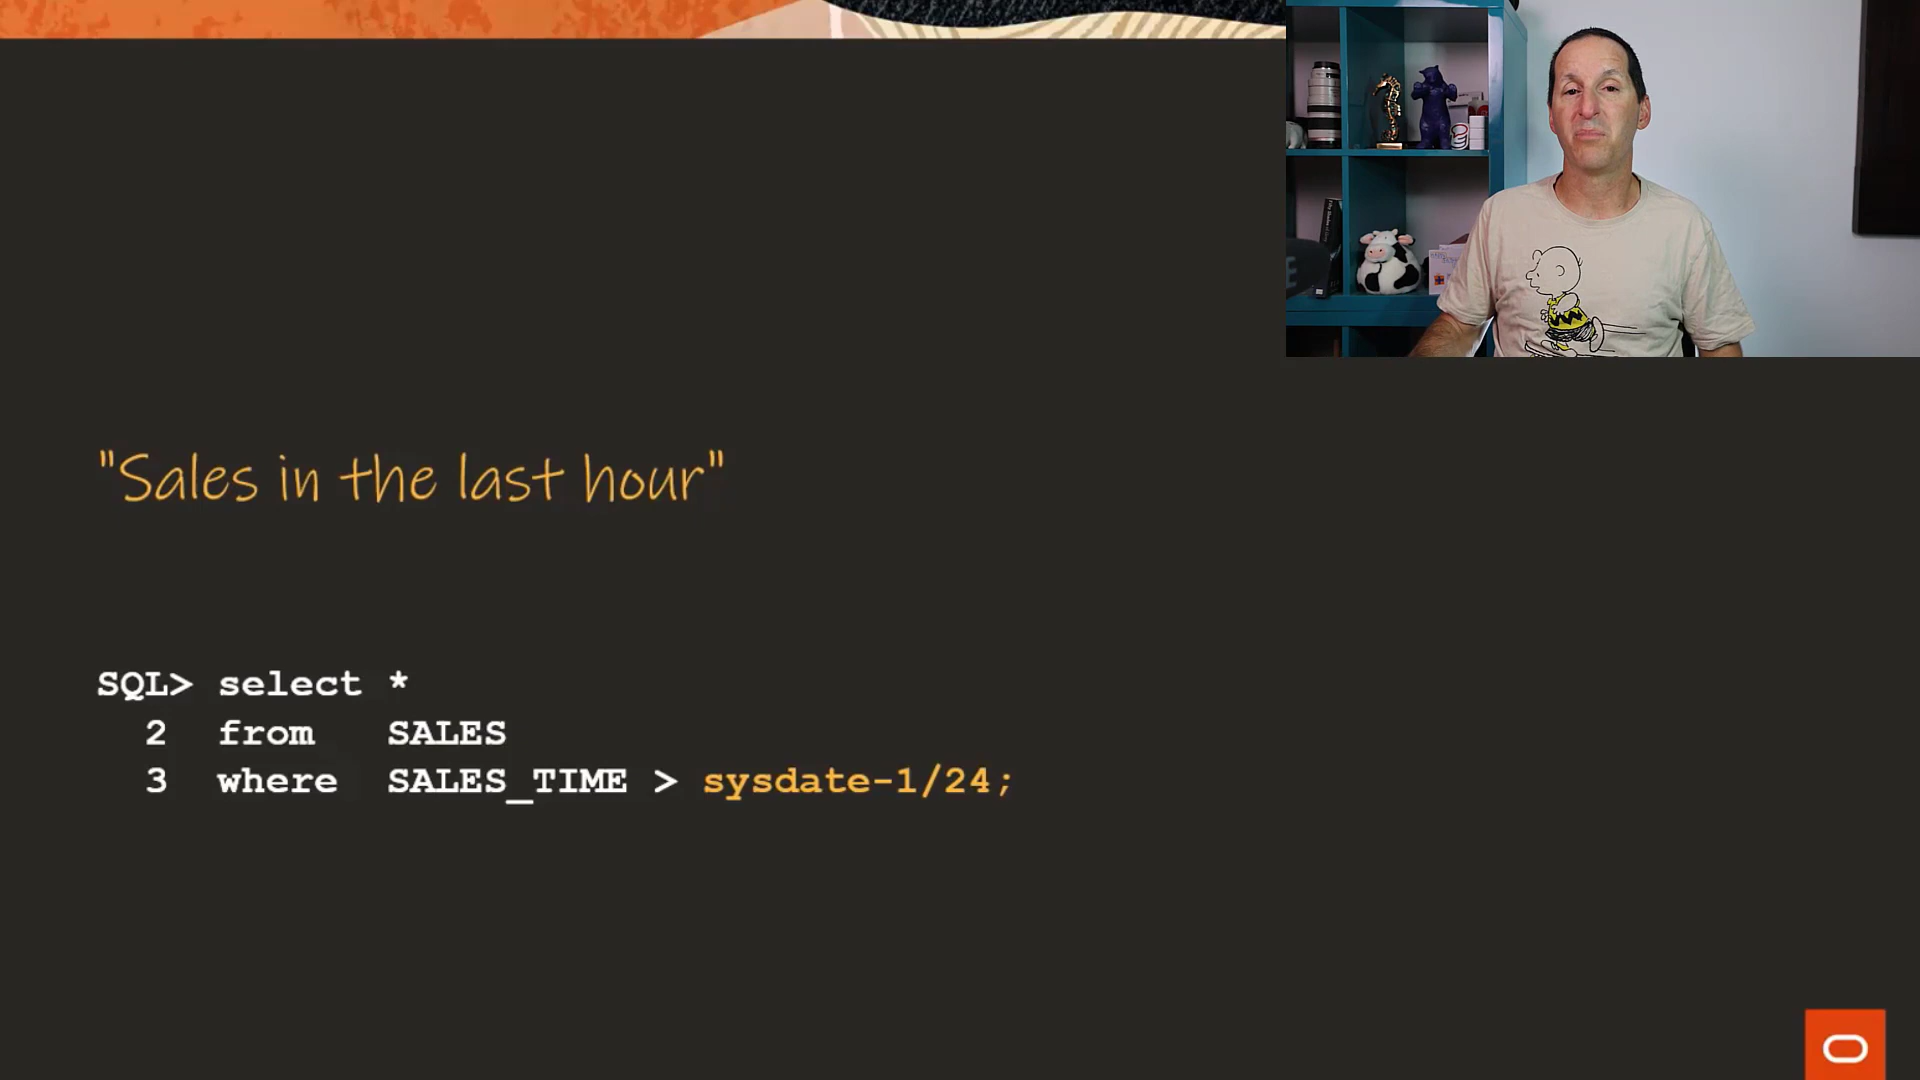 "Sales in the last hour"
SQL> select *
2 from SALES
3 where SALES_TIME > sysdate-1/24;